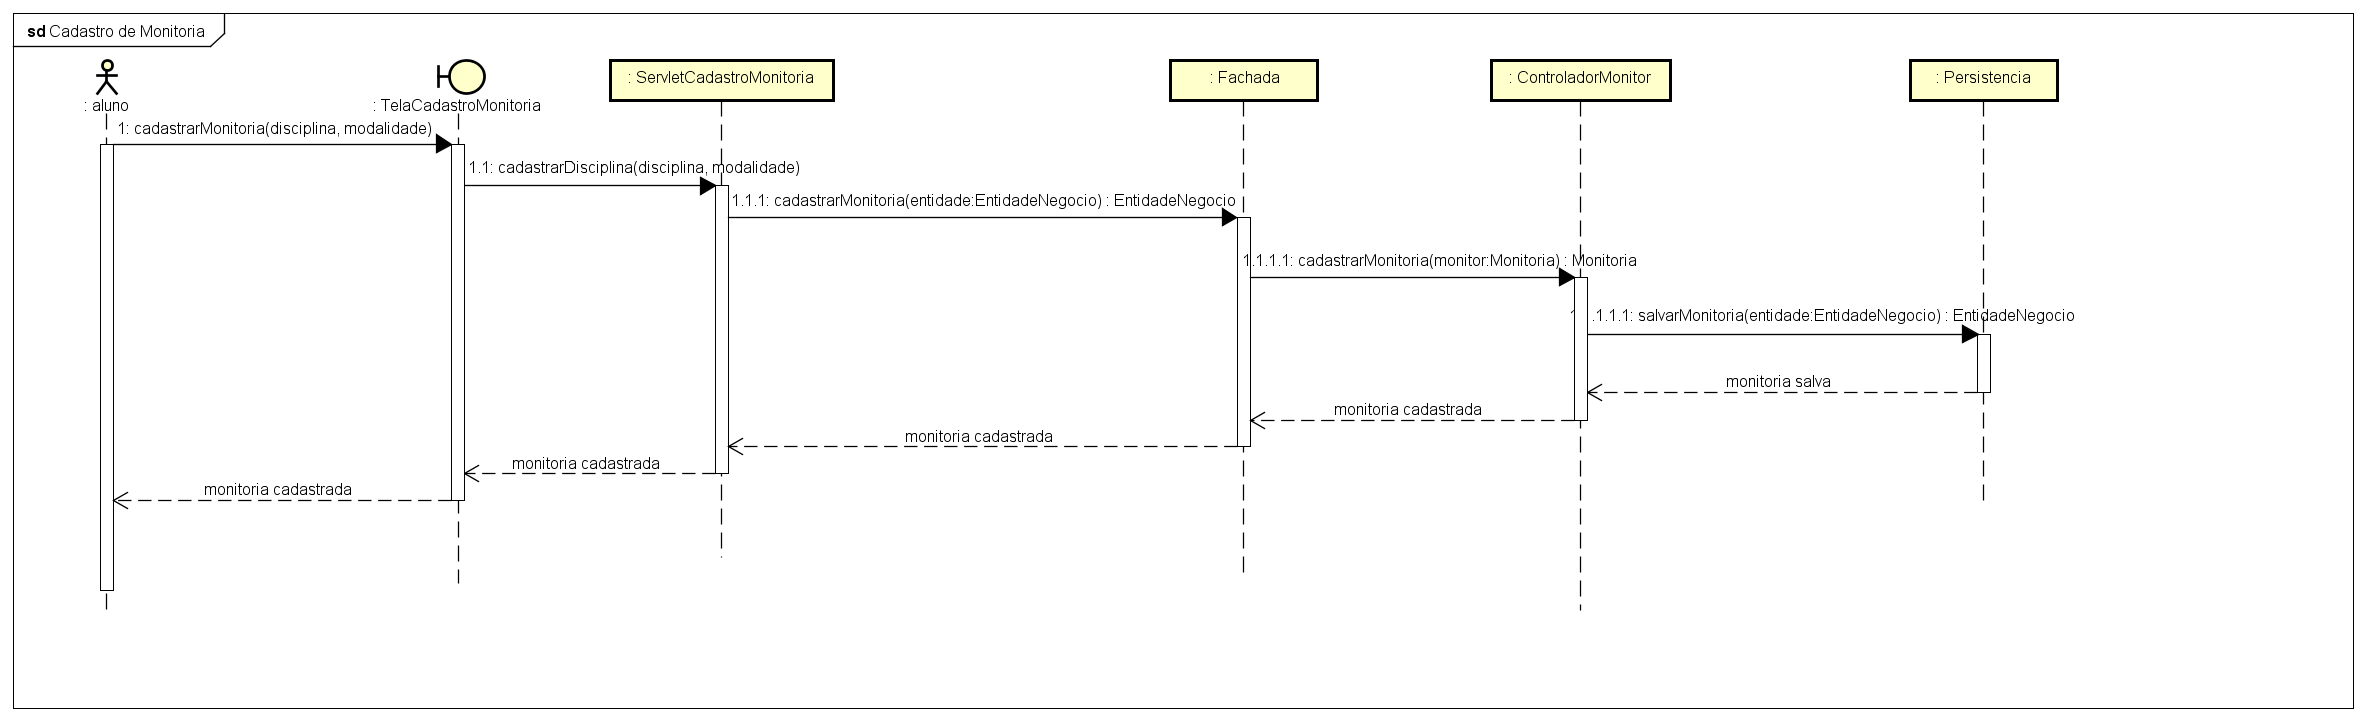 sd Cadastro de Monitoria
: aluno
: TelaCadastroMonitoria
: ServletCadastroMonitoria
: Fachada
: ControladorMonitor
: Persistencia
1: cadastrarMonitoria(disciplina, modalidade)
1.1: cadastrarDisciplina(disciplina, modalidade)
1.1.1: cadastrarMonitoria(entidade:EntidadeNegocio) : EntidadeNegocio
1.1.1.1: cadastrarMonitoria(monitor:Monitoria) : Monitoria
.1.1.1: salvarMonitoria(entidade:EntidadeNegocio) : EntidadeNegocio
monitoria salva
monitoria cadastrada
monitoria cadastrada
monitoria cadastrada
monitoria cadastrada